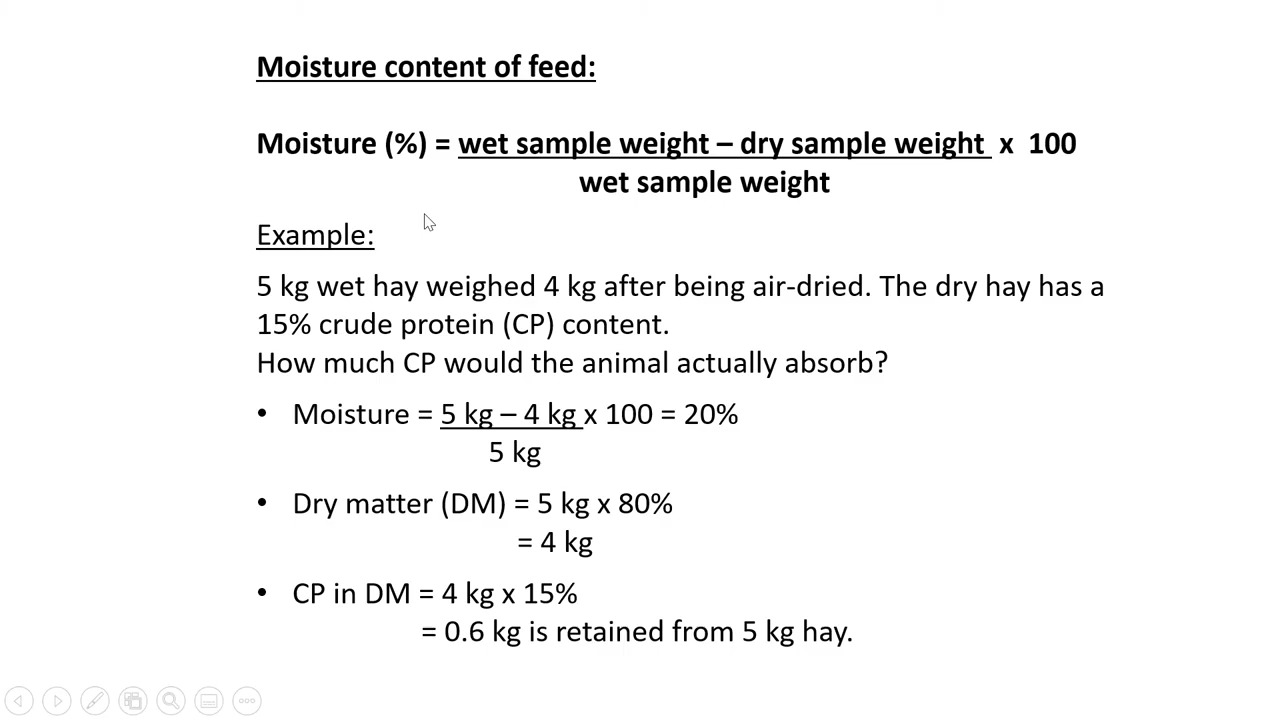 Moisture content of feed:
Moisture (%) = wet sample weight – dry sample weight x 100
wet sample weight
Example:
5 kg wet hay weighed 4 kg after being air-dried. The dry hay has a
15% crude protein (CP) content.
How much CP would the animal actually absorb?
• Moisture = 5 kg – 4 kg x 100 = 20%
5 kg
• Dry matter (DM) = 5 kg x 80%
= 4 kg
• CP in DM = 4 kg x 15%
= 0.6 kg is retained from 5 kg hay.